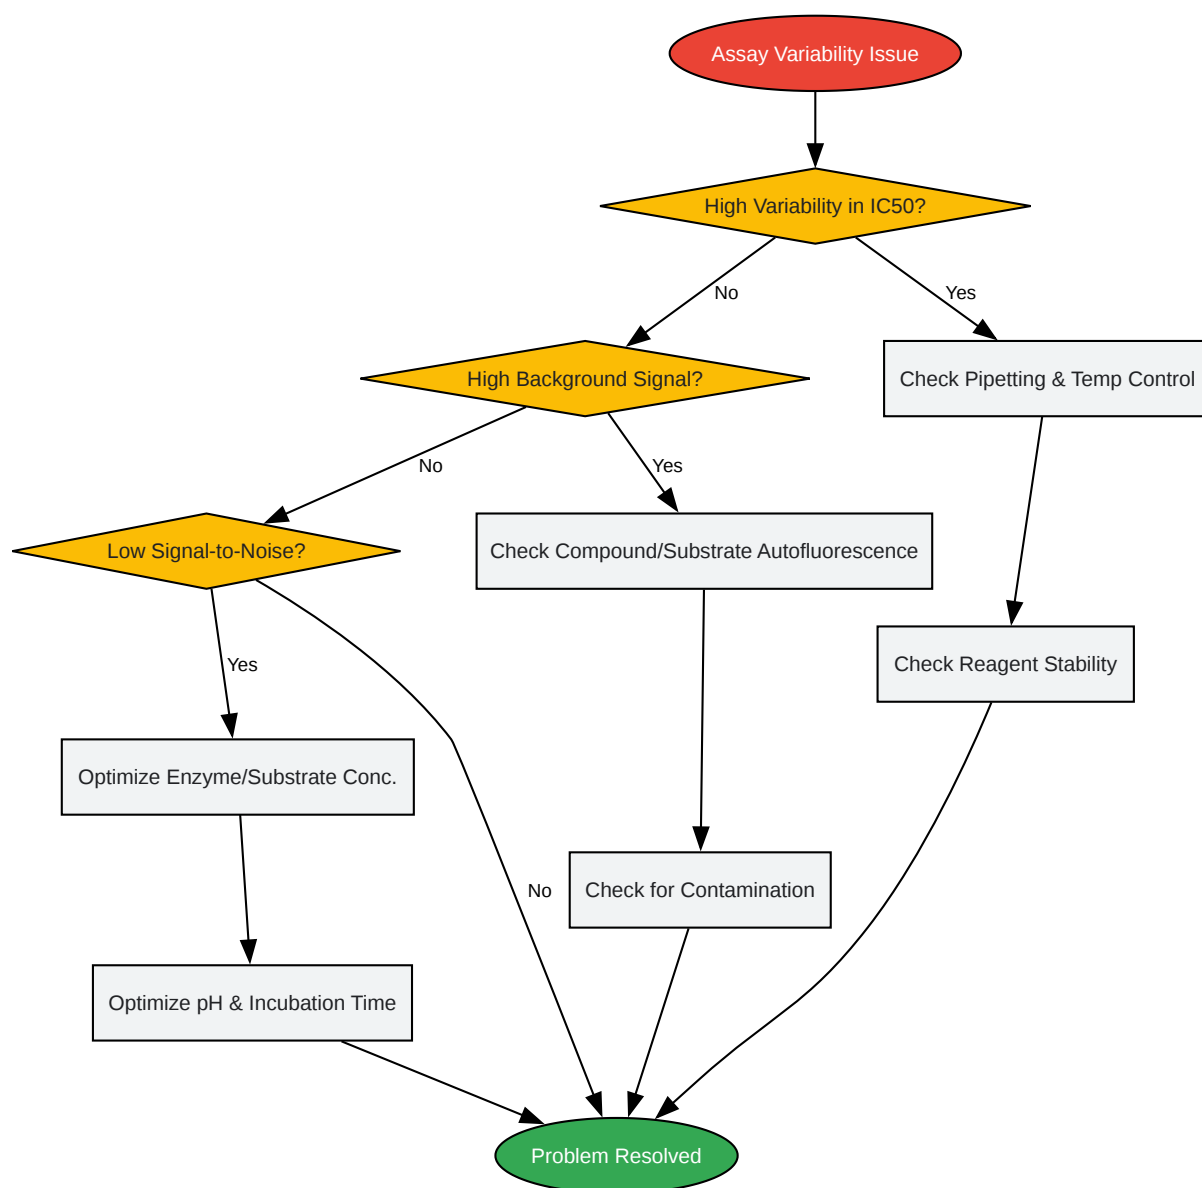 Assay Variability Issue
High Variability in IC50?
No
Yes
High Background Signal?
Check Pipetting & Temp Control
No
Yes
Low Signal-to-Noise?
Check Compound/Substrate Autofluorescence
Yes
Check Reagent Stability
Optimize Enzyme/Substrate Conc.
No
Check for Contamination
Optimize pH & Incubation Time
Problem Resolved